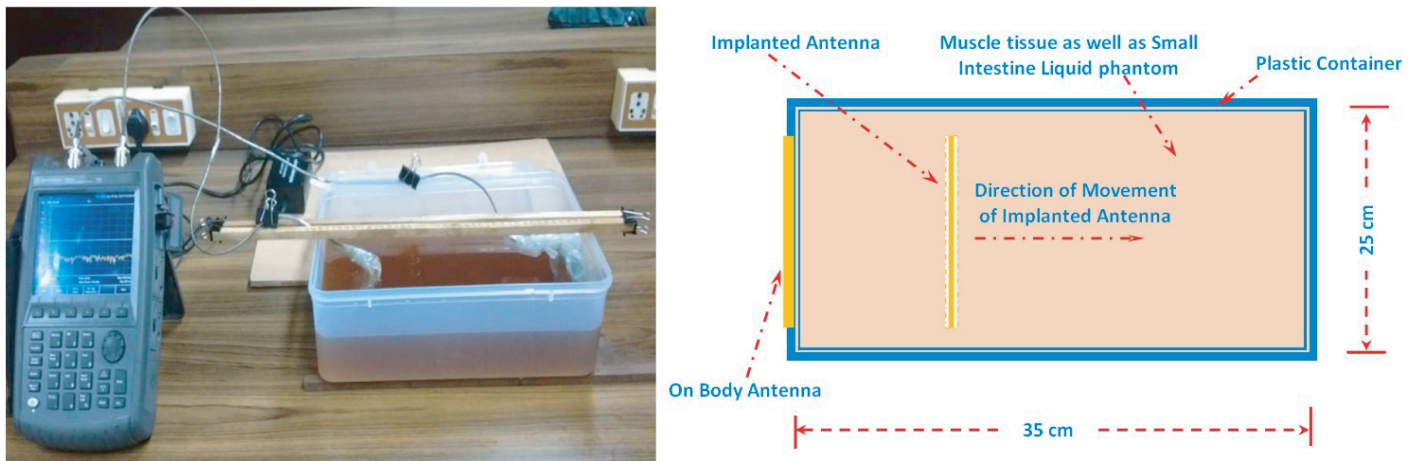 Implanted Antenna
Muscle tissue as well as Small
Intestine Liquid phantom
Plastic Container
Direction of Movement
of Implanted Antenna
25 cm
On Body Antenna
35 cm